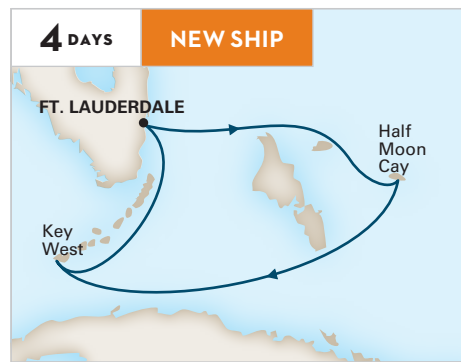 4 DAYS
NEW SHIP
FT. LAUDERDALE
Half
Moon
Cay
Key
West